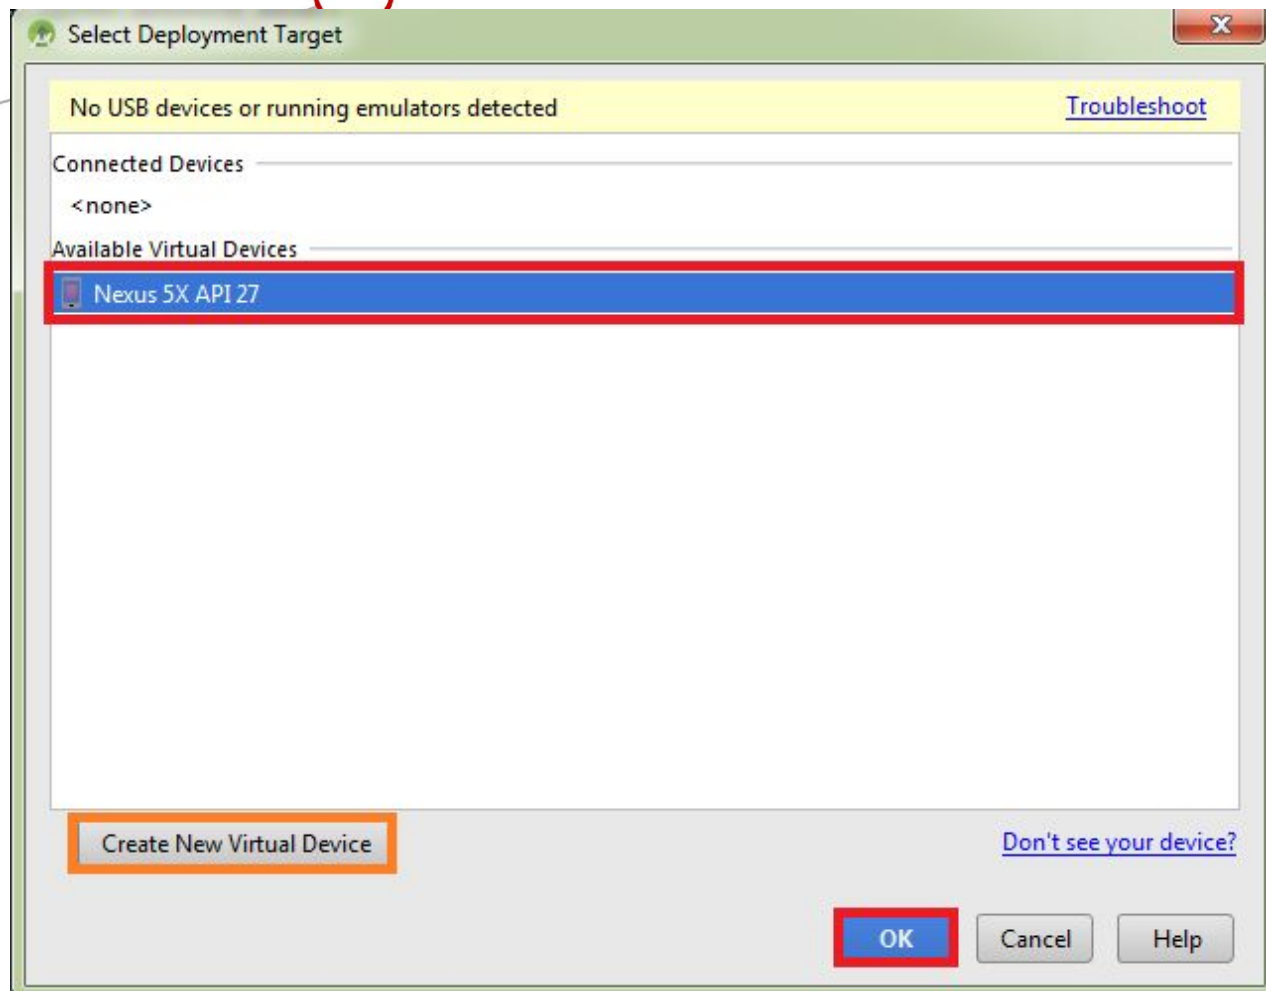 Select Deployment Target
No USB devices or running emulators detected Troubleshoot
Connected Devices
<none>
Available Virtual Devices
Nexus 5X API 27
Create New Virtual Device Don't see your device?
OK Cancel Help